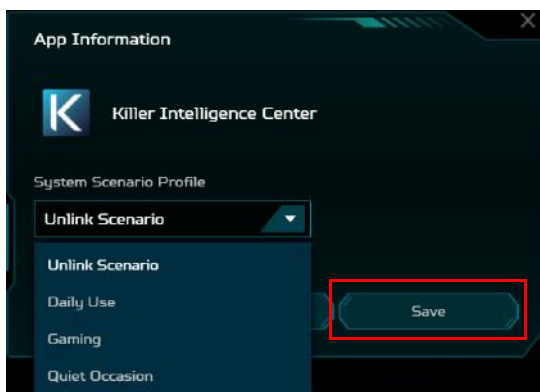 App Information
K
Killer Intelligence Center
System Scenario Profile
Unlink Scenario
Unlink Scenario
Daily Use
Gaming
Quiet Occasion
Save